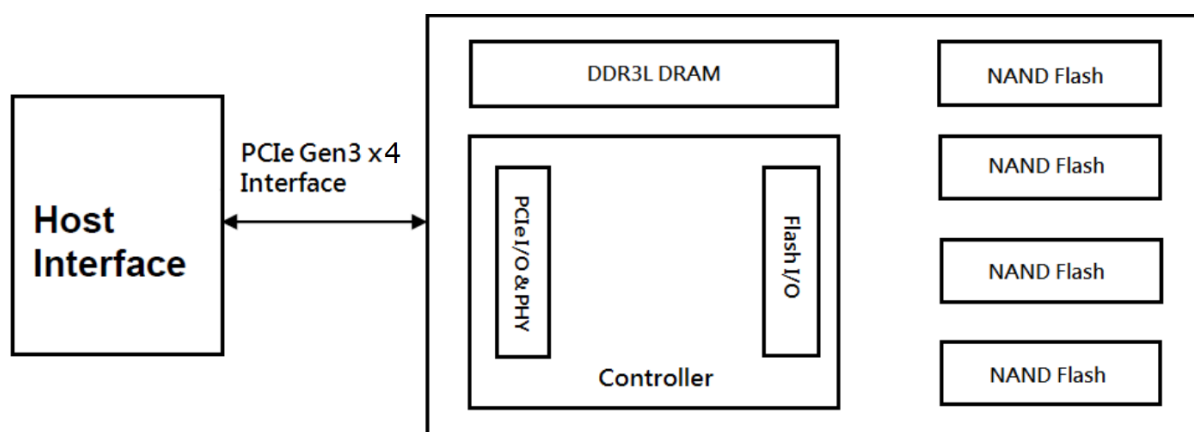 Host
Interface
PCIe Gen3 x4
Interface
DDR3L DRAM
PCIe I/O & PHY
Flash I/O
Controller
NAND Flash
NAND Flash
NAND Flash
NAND Flash